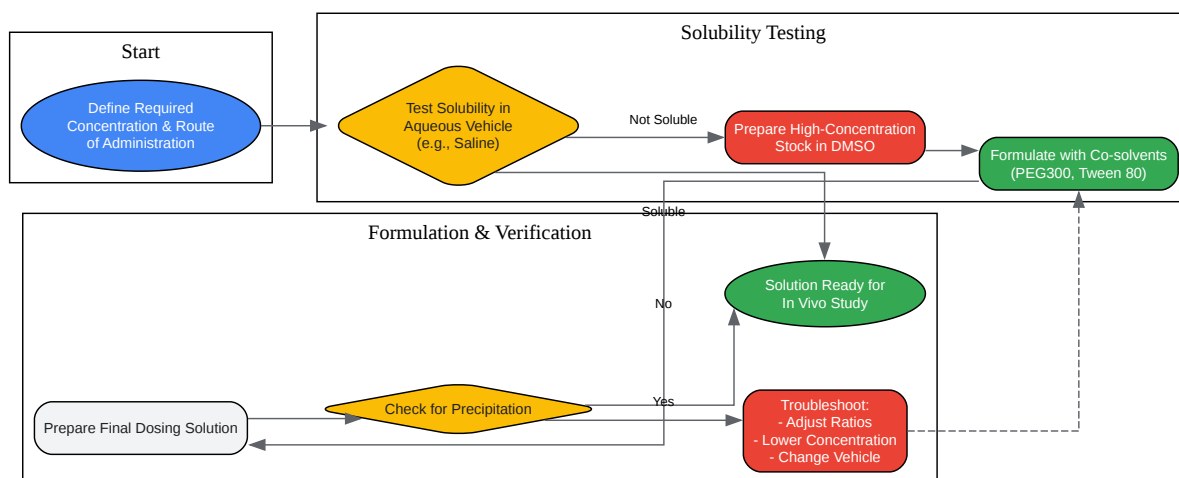 Start
Define Required
Concentration & Route
of Administration
Solubility Testing
Test Solubility in
Aqueous Vehicle
(e.g., Saline)
Not Soluble
Prepare High-Concentration
Stock in DMSO
Formulate with Co-solvents
(PEG300, Tween 80)
Soluble
Formulation & Verification
Solution Ready for
In Vivo Study
No
Prepare Final Dosing Solution
Check for Precipitation
Yes
Troubleshoot:
- Adjust Ratios
- Lower Concentration
- Change Vehicle